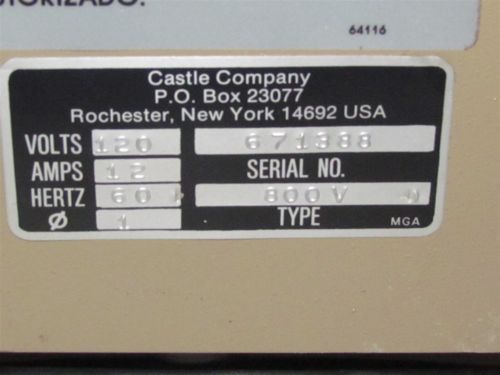 64116
Castle Company
P.O. Box 23077
Rochester, New York 14692 USA
VOLTS 120 671388
AMPS 12 SERIAL NO.
HERTZ 60 800V
Ø 1 TYPE MGA